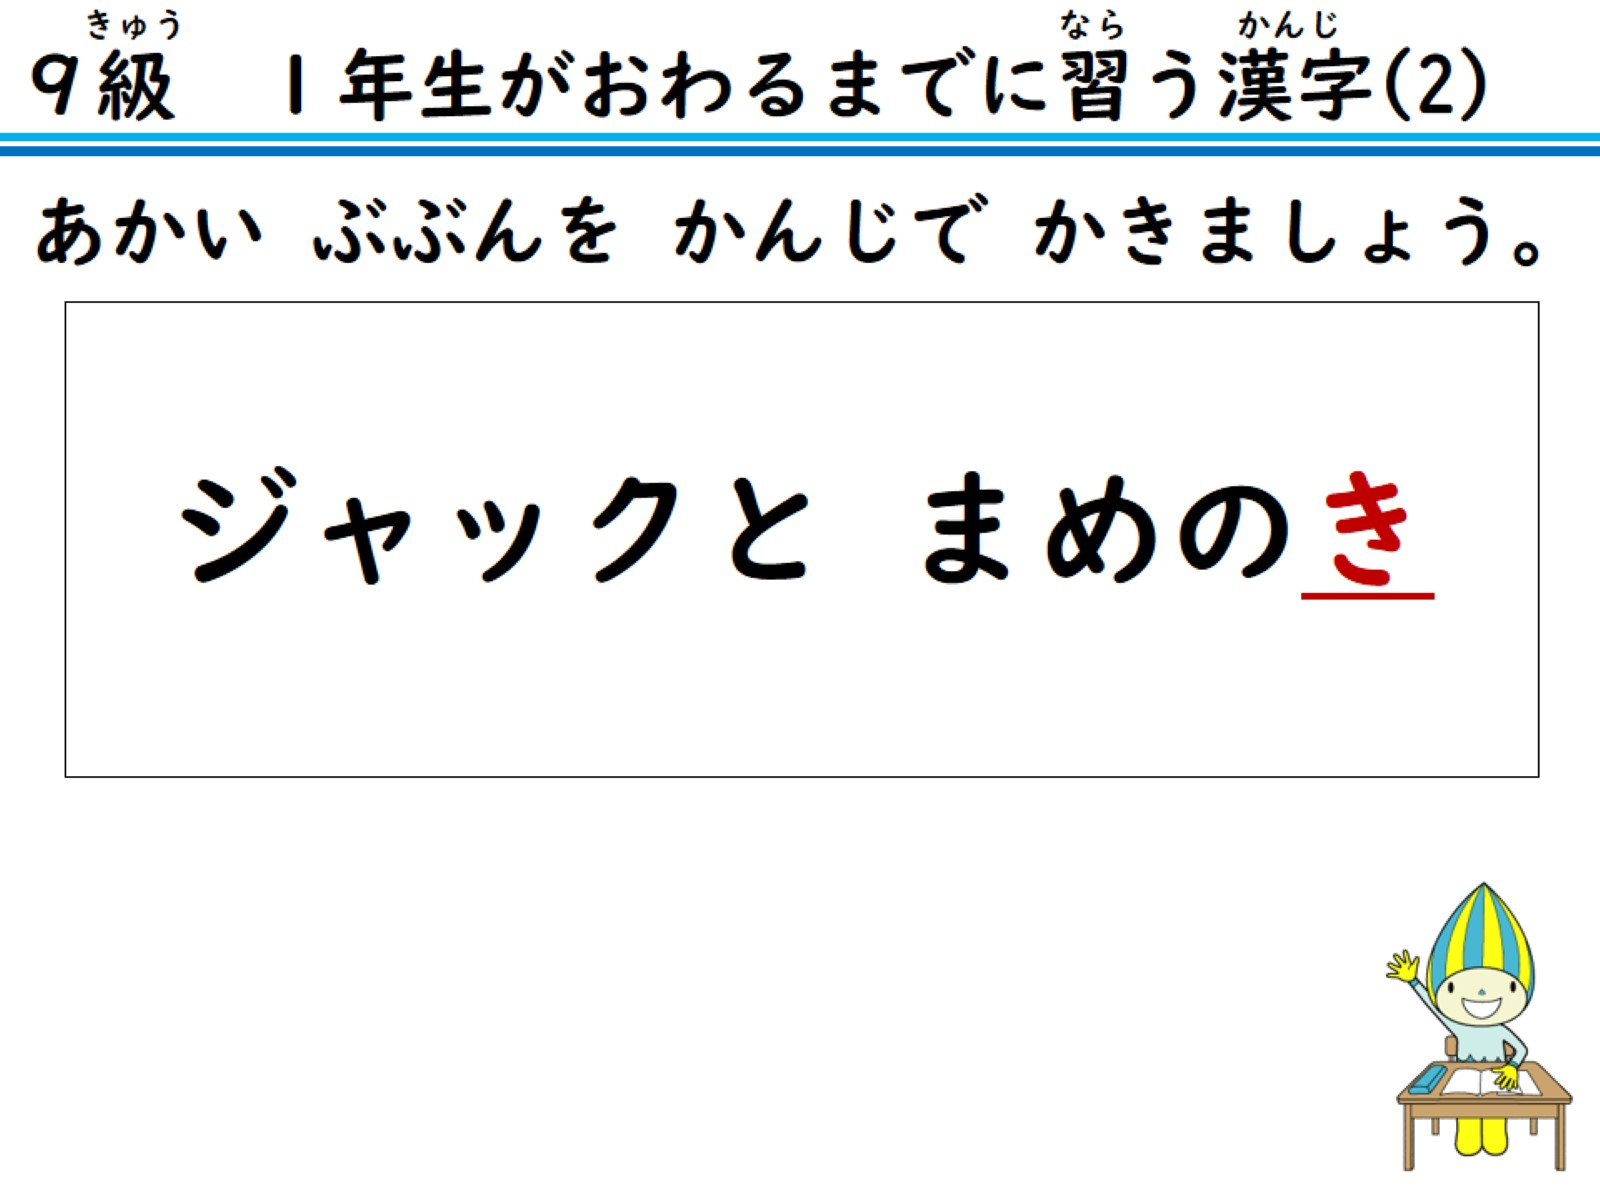 きゅう なら かんじ
9級 1年生がおわるまでに習う漢字(2)
あかい ぶぶんを かんじで かきましょう。
ジャックと まめのき